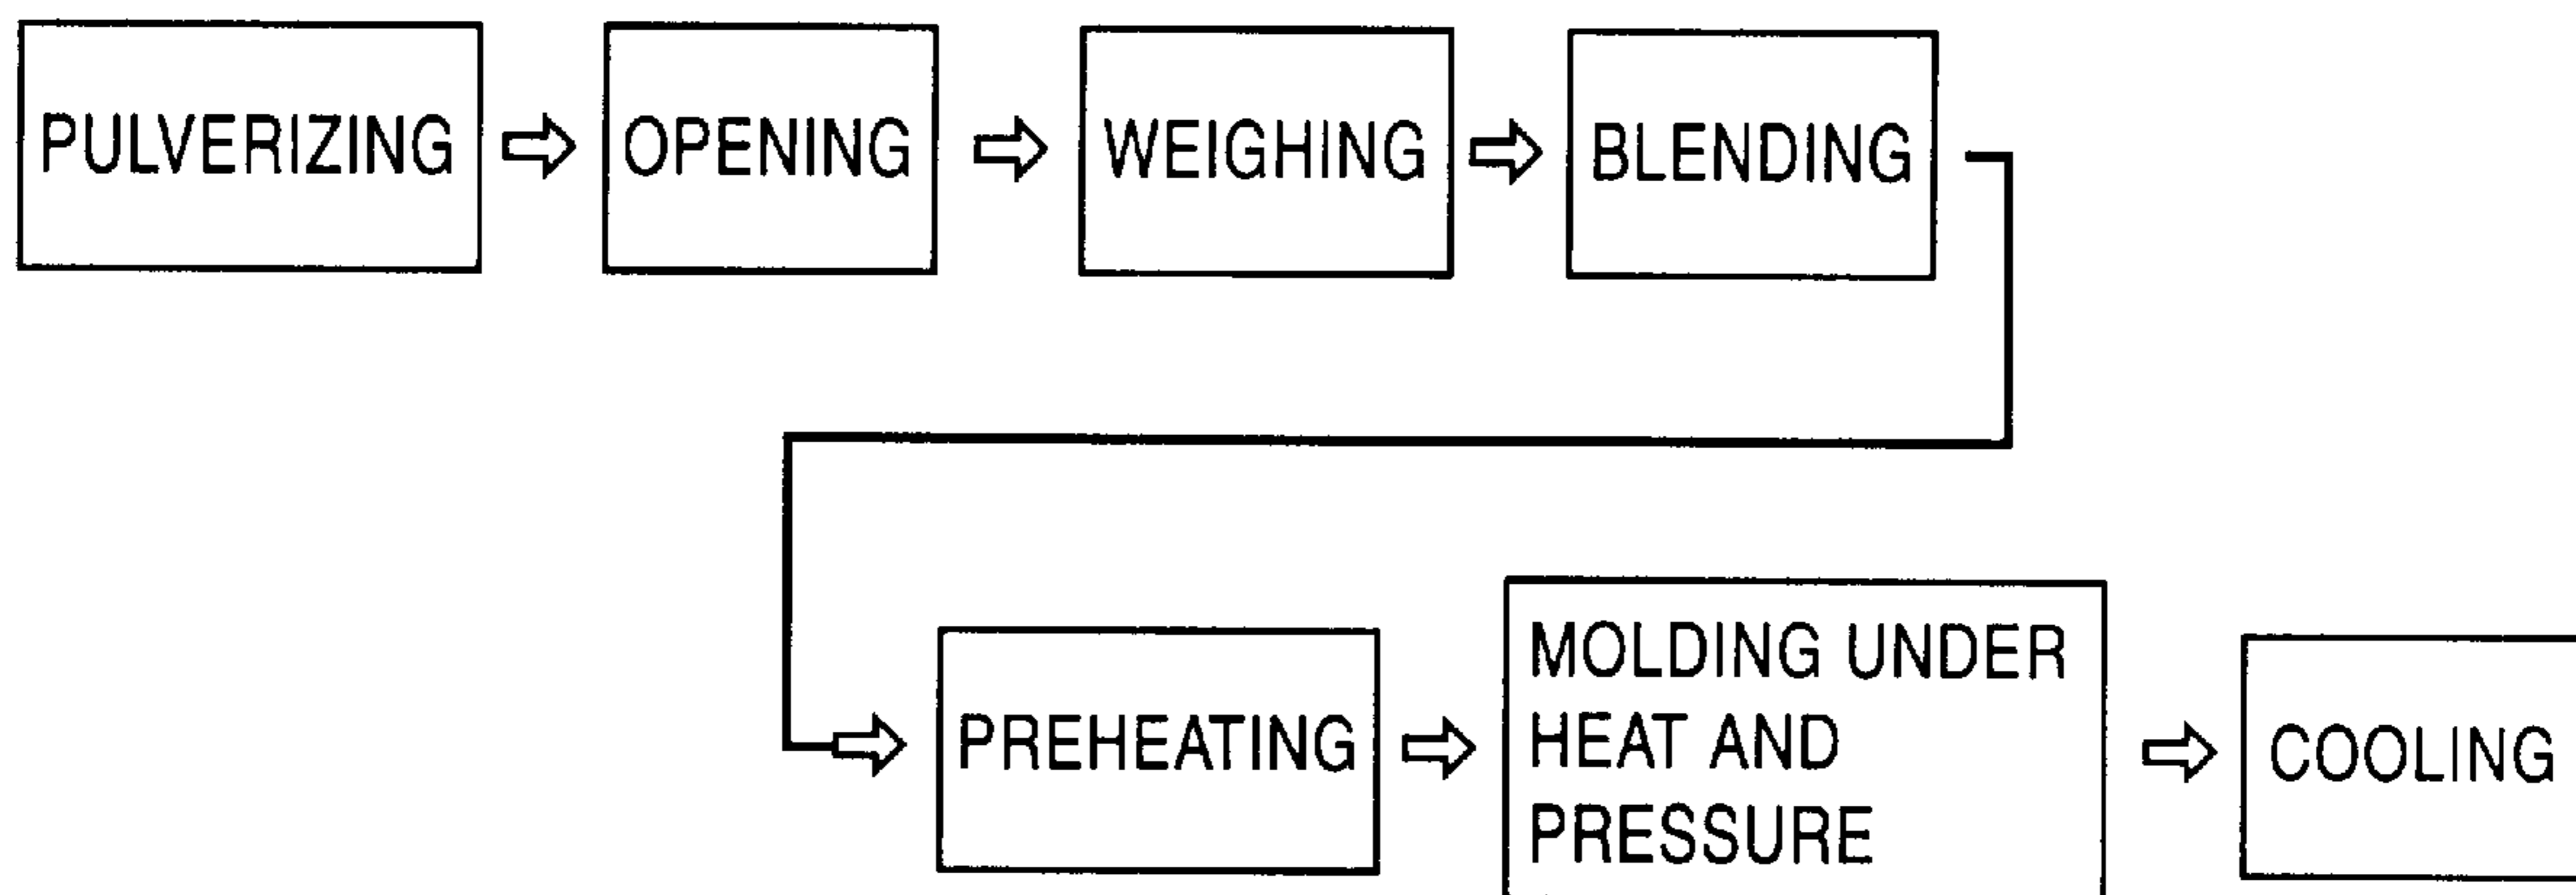 PULVERIZING
OPENING
WEIGHING
BLENDING
PREHEATING
MOLDING UNDER
HEAT AND
PRESSURE
COOLING